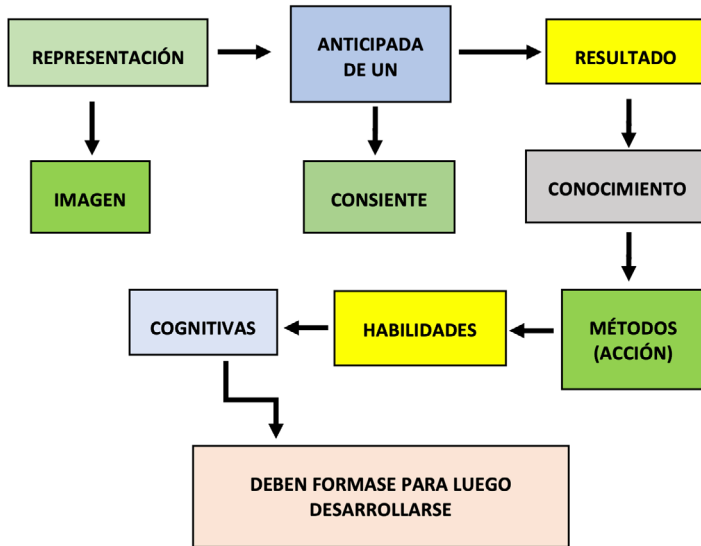 REPRESENTACIÓN
ANTICIPADA
DE UN
RESULTADO
IMAGEN
CONSIENTE
CONOCIMIENTO
COGNITIVAS
HABILIDADES
MÉTODOS
(ACCIÓN)
DEBEN FORMASE PARA LUEGO
DESARROLLARSE